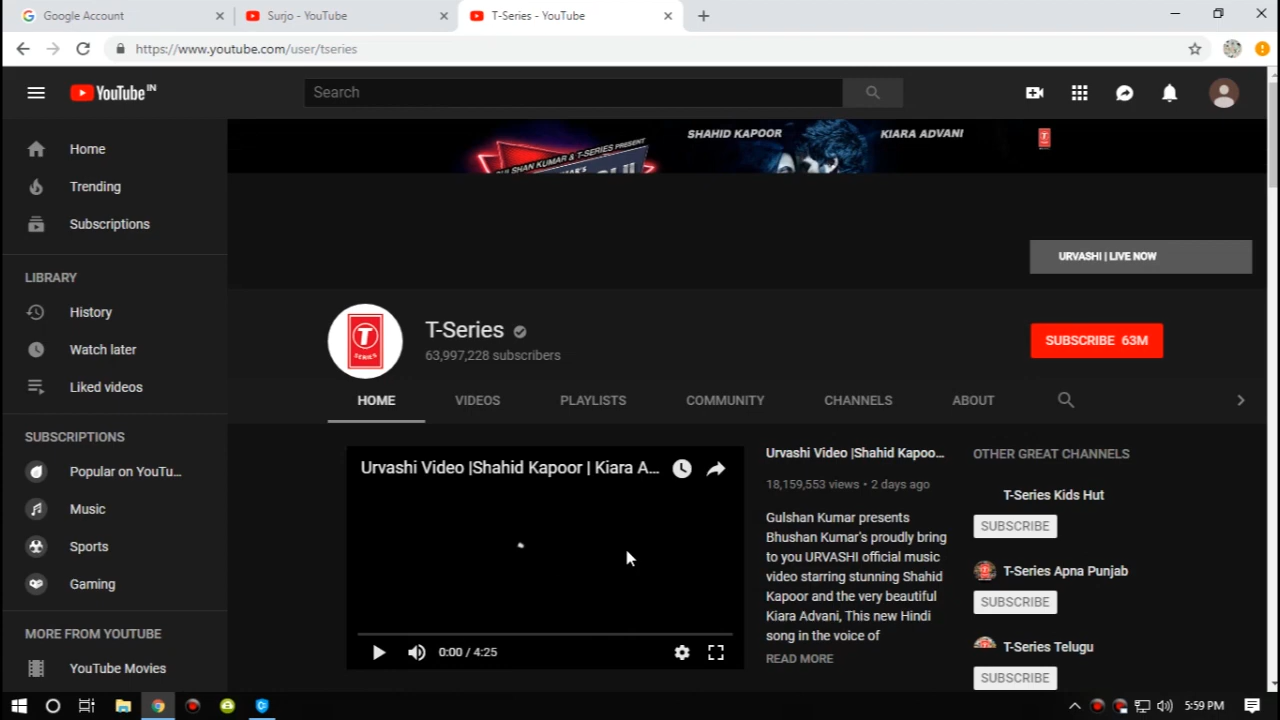 Google Account
Surjo - YouTube
T-Series - YouTube
https://www.youtube.com/user/tseries
YouTube IN
Search
Home
Trending
Subscriptions
LIBRARY
History
Watch later
Liked videos
SUBSCRIPTIONS
Popular on YouTu...
Music
Sports
Gaming
MORE FROM YOUTUBE
YouTube Movies
GULSHAN KUMAR & T-SERIES PRESENT
SHAHID KAPOOR
KIARA ADVANI
URVASHI | LIVE NOW
T SERIES
T-Series
63,997,228 subscribers
SUBSCRIBE 63M
HOME
VIDEOS
PLAYLISTS
COMMUNITY
CHANNELS
ABOUT
Urvashi Video |Shahid Kapoor | Kiara A...
0:00 / 4:25
Urvashi Video |Shahid Kapoo...
18,159,553 views • 2 days ago
Gulshan Kumar presents
Bhushan Kumar's proudly bring
to you URVASHI official music
video starring stunning Shahid
Kapoor and the very beautiful
Kiara Advani, This new Hindi
song in the voice of
READ MORE
OTHER GREAT CHANNELS
T-Series Kids Hut
SUBSCRIBE
T-Series Apna Punjab
SUBSCRIBE
T-Series Telugu
SUBSCRIBE
5:59 PM